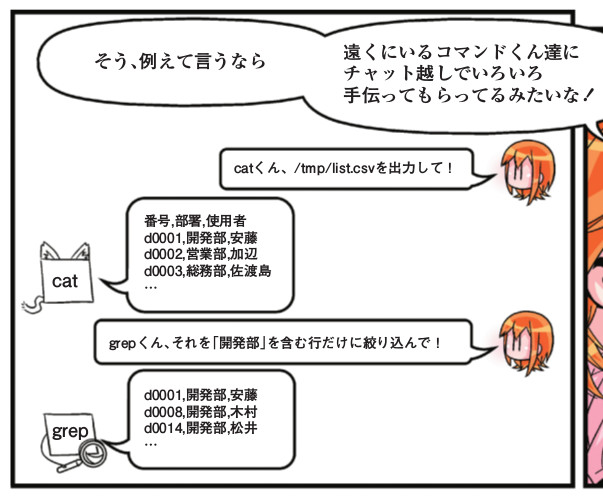 そう、例えて言うなら
遠くにいるコマンドくん達に
チャット越しでいろいろ
手伝ってもらってるみたいな！
catくん、/tmp/list.csvを出力して！
番号,部署,使用者
d0001,開発部,安藤
d0002,営業部,加辺
d0003,総務部,佐渡島
…
cat
grepくん、それを「開発部」を含む行だけに絞り込んで！
d0001,開発部,安藤
d0008,開発部,木村
d0014,開発部,松井
…
grep